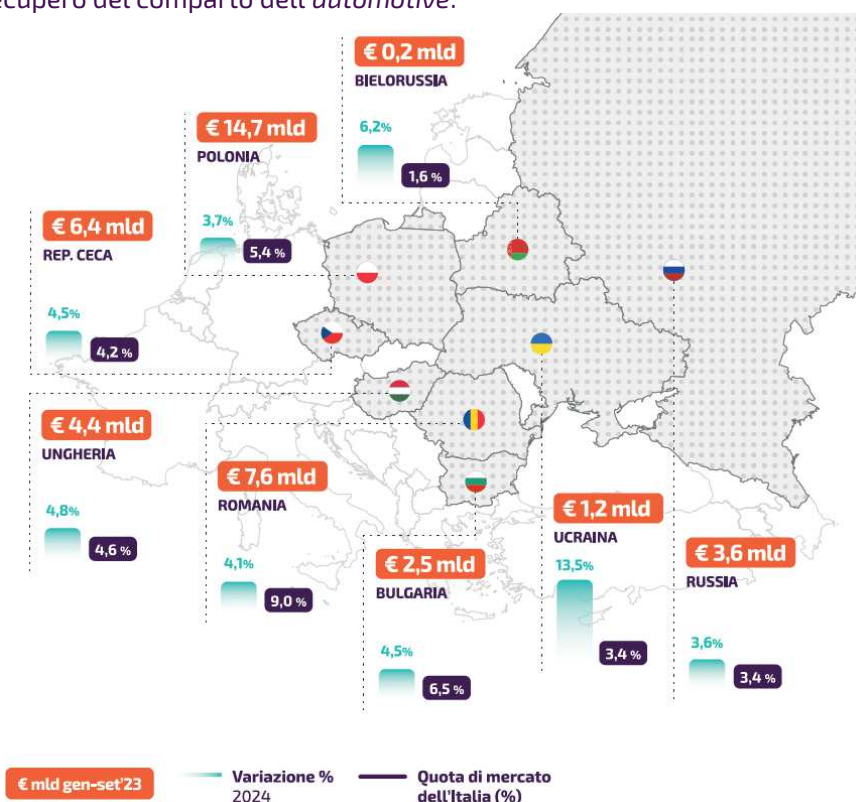 ecupero del comparto dell'automotive.
€ 0,2 mld
BIELORUSSIA
6,2%
1,6 %
€ 14,7 mld
POLONIA
3,7%
5,4 %
€ 6,4 mld
REP. CECA
4,5%
4,2 %
€ 4,4 mld
UNGHERIA
4,8%
4,6 %
€ 7,6 mld
ROMANIA
4,1%
9,0 %
€ 2,5 mld
BULGARIA
4,5%
6,5 %
€ 1,2 mld
UCRAINA
13,5%
3,4 %
€ 3,6 mld
RUSSIA
3,6%
3,4 %
€ mld gen-set'23
Variazione %
2024
Quota di mercato
dell'Italia (%)